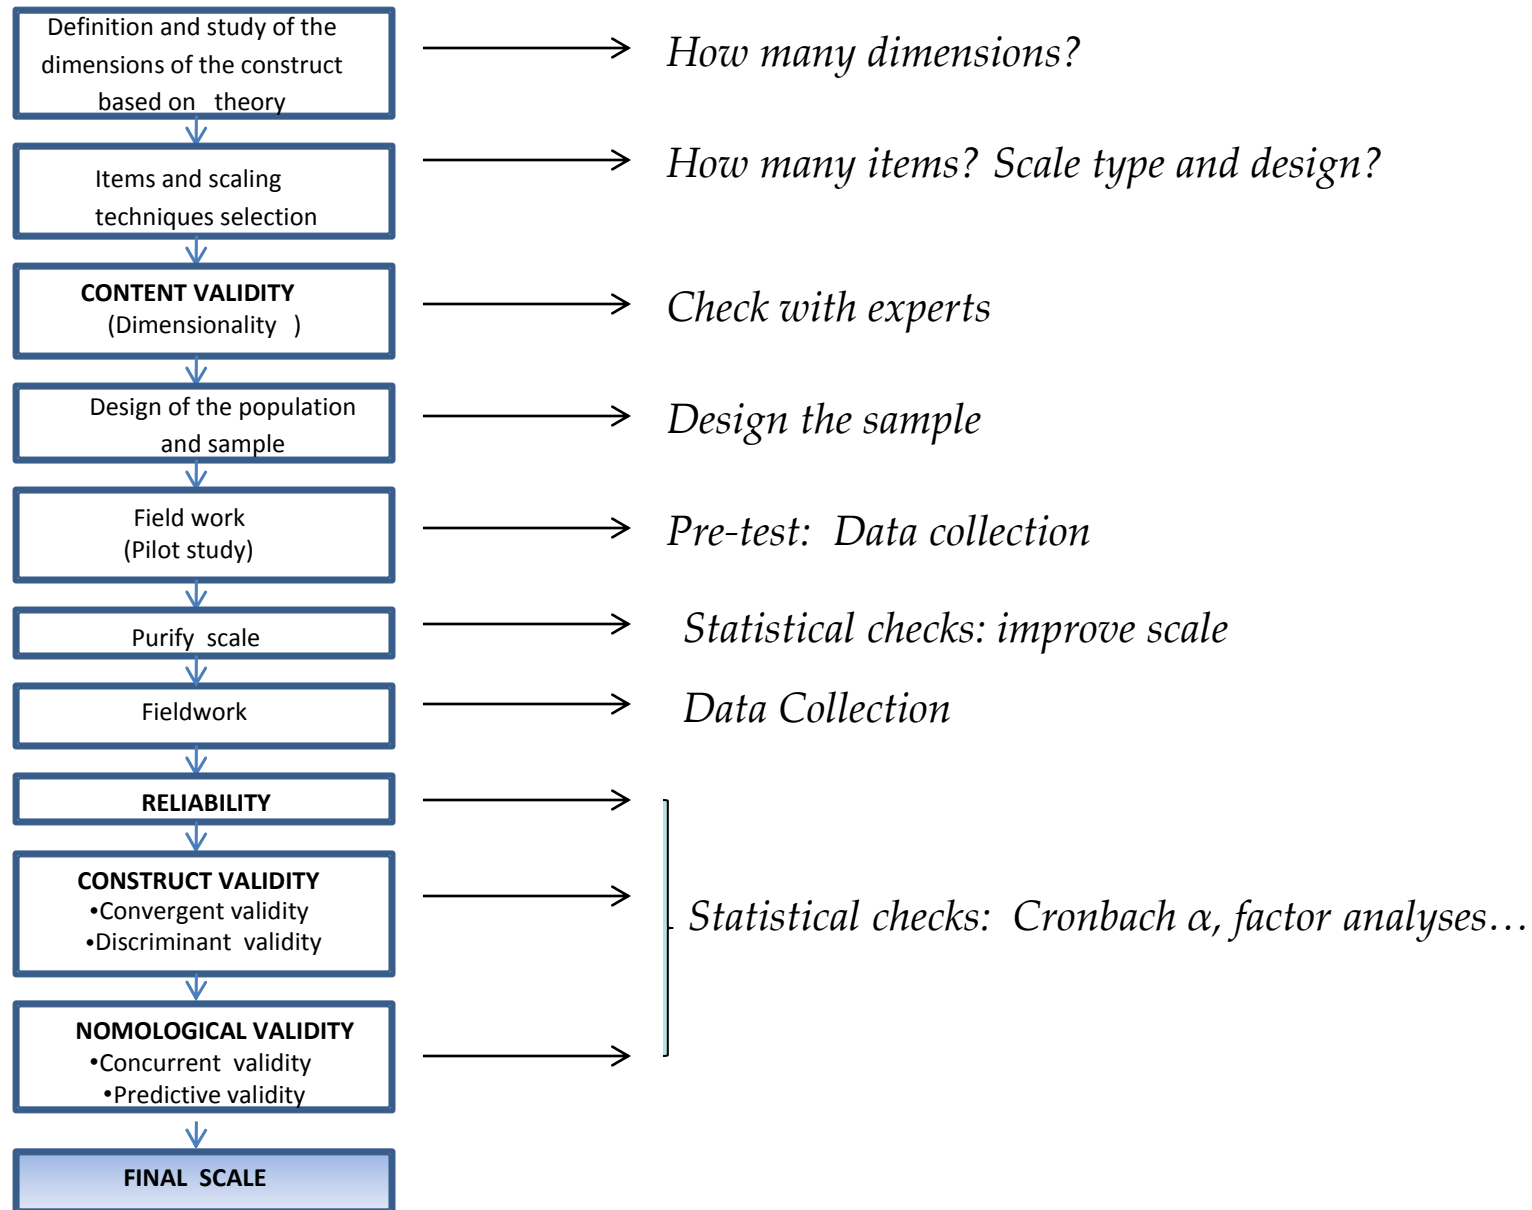 Definition and study of the
dimensions of the construct
based on theory
How many dimensions?
Items and scaling
techniques selection
How many items? Scale type and design?
CONTENT VALIDITY
(Dimensionality )
Check with experts
Design of the population
and sample
Design the sample
Field work
(Pilot study)
Pre-test: Data collection
Purify scale
Statistical checks: improve scale
Fieldwork
Data Collection
RELIABILITY
CONSTRUCT VALIDITY
•Convergent validity
•Discriminant validity
Statistical checks: Cronbach α, factor analyses…
NOMOLOGICAL VALIDITY
•Concurrent validity
•Predictive validity
FINAL SCALE